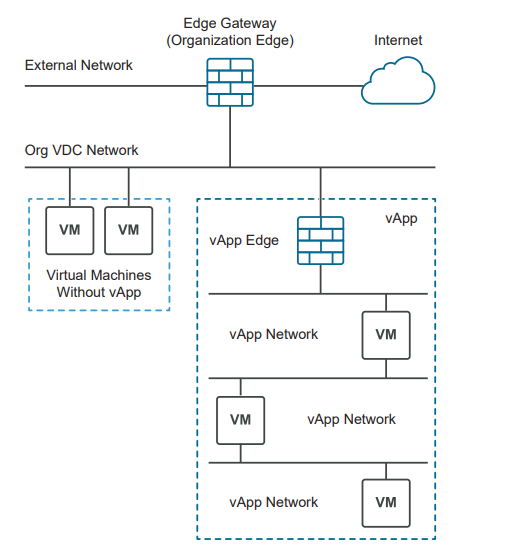 Edge Gateway
(Organization Edge)
Internet
External Network
Org VDC Network
VM
VM
Virtual Machines
Without vApp
vApp
vApp Edge
vApp Network
VM
VM
vApp Network
vApp Network
VM